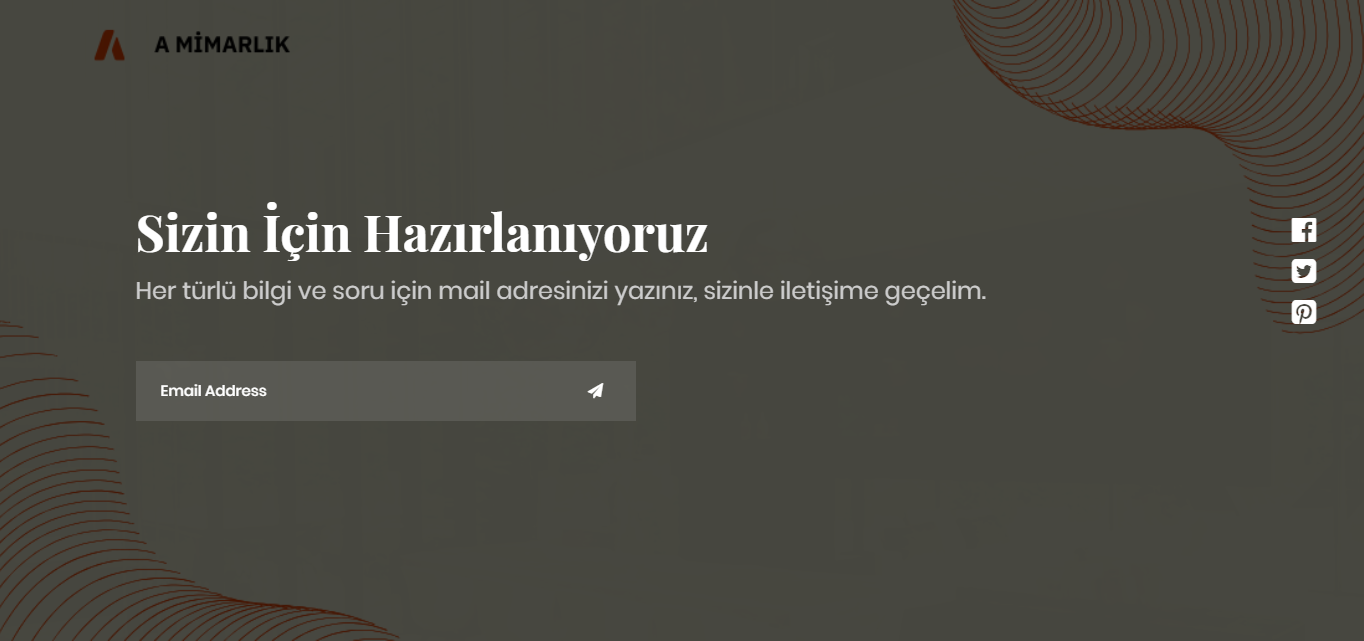 A MİMARLIK
Sizin İçin Hazırlanıyoruz
Her türlü bilgi ve soru için mail adresinizi yazınız, sizinle iletişime geçelim.
Email Address